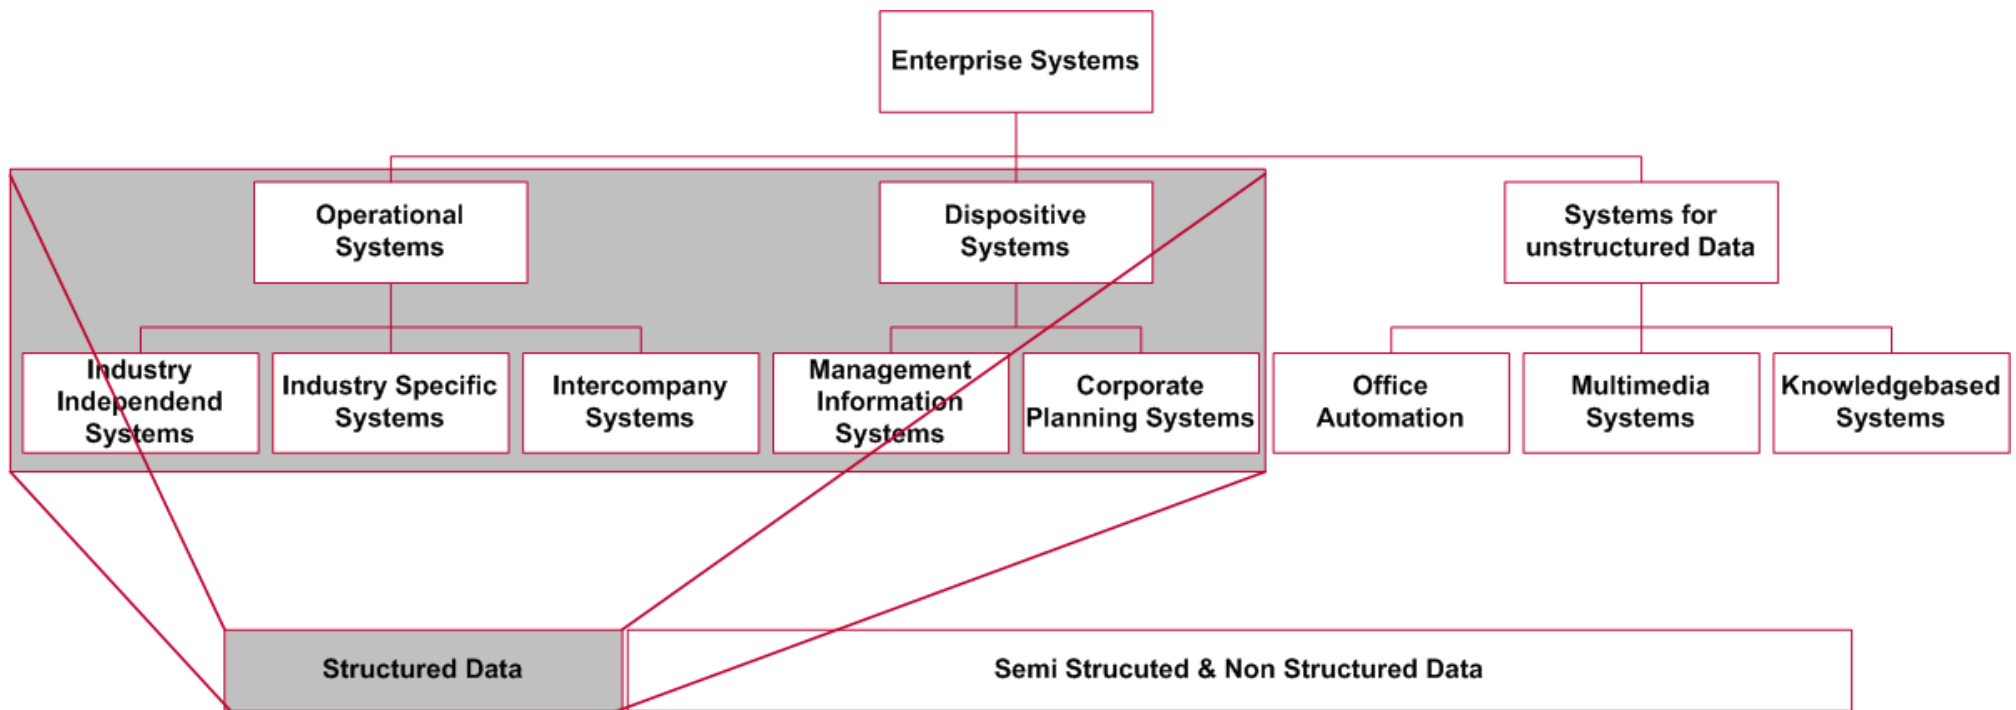 Enterprise Systems
Operational
Systems
Dispositive
Systems
Systems for
unstructured Data
Industry
Independend
Systems
Industry Specific
Systems
Intercompany
Systems
Management
Information
Systems
Corporate
Planning Systems
Office
Automation
Multimedia
Systems
Knowledgebased
Systems
Structured Data
Semi Strucuted & Non Structured Data